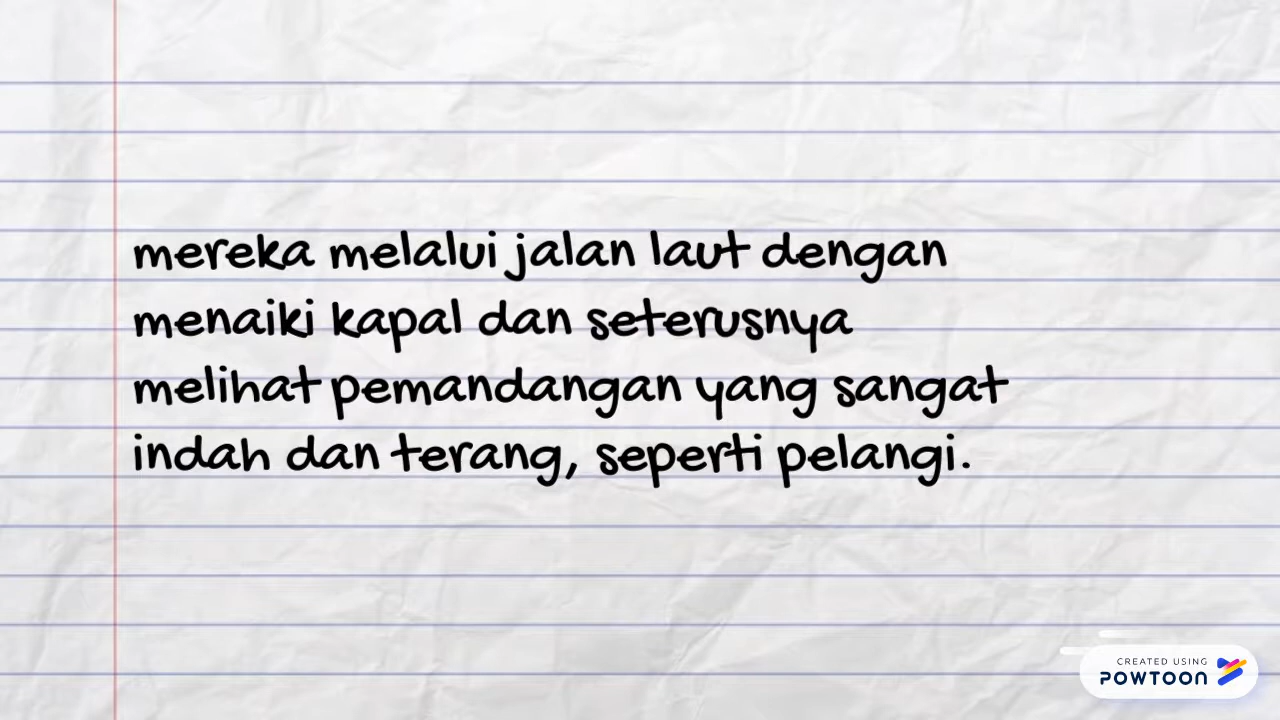 mereka melalui jalan laut dengan
menaiki kapal dan seterusnya
melihat pemandangan yang sangat
indah dan terang, seperti pelangi.
CREATED USING
POWTOON